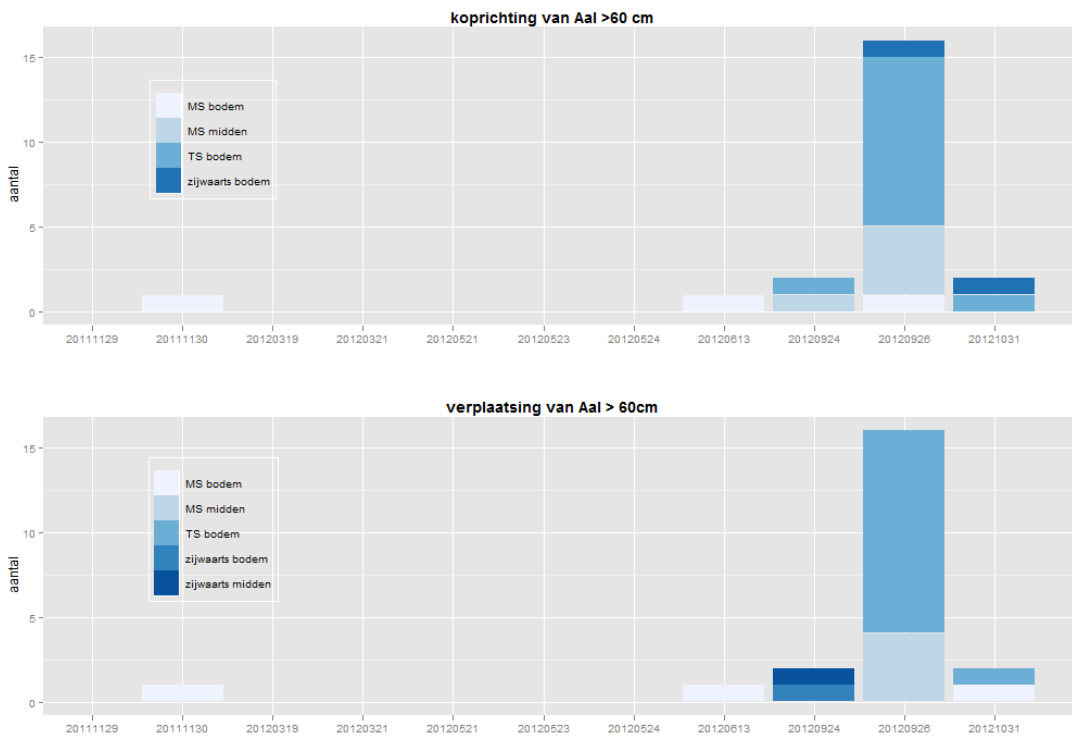 koprichting van Aal >60 cm
15
10
5
0
aantal
MS bodem
MS midden
TS bodem
zijwaarts bodem
20111129 20111130 20120319 20120321 20120521 20120523 20120524 20120613 20120924 20120926 20121031
verplaatsing van Aal > 60cm
15
10
5
0
aantal
MS bodem
MS midden
TS bodem
zijwaarts bodem
zijwaarts midden
20111129 20111130 20120319 20120321 20120521 20120523 20120524 20120613 20120924 20120926 20121031